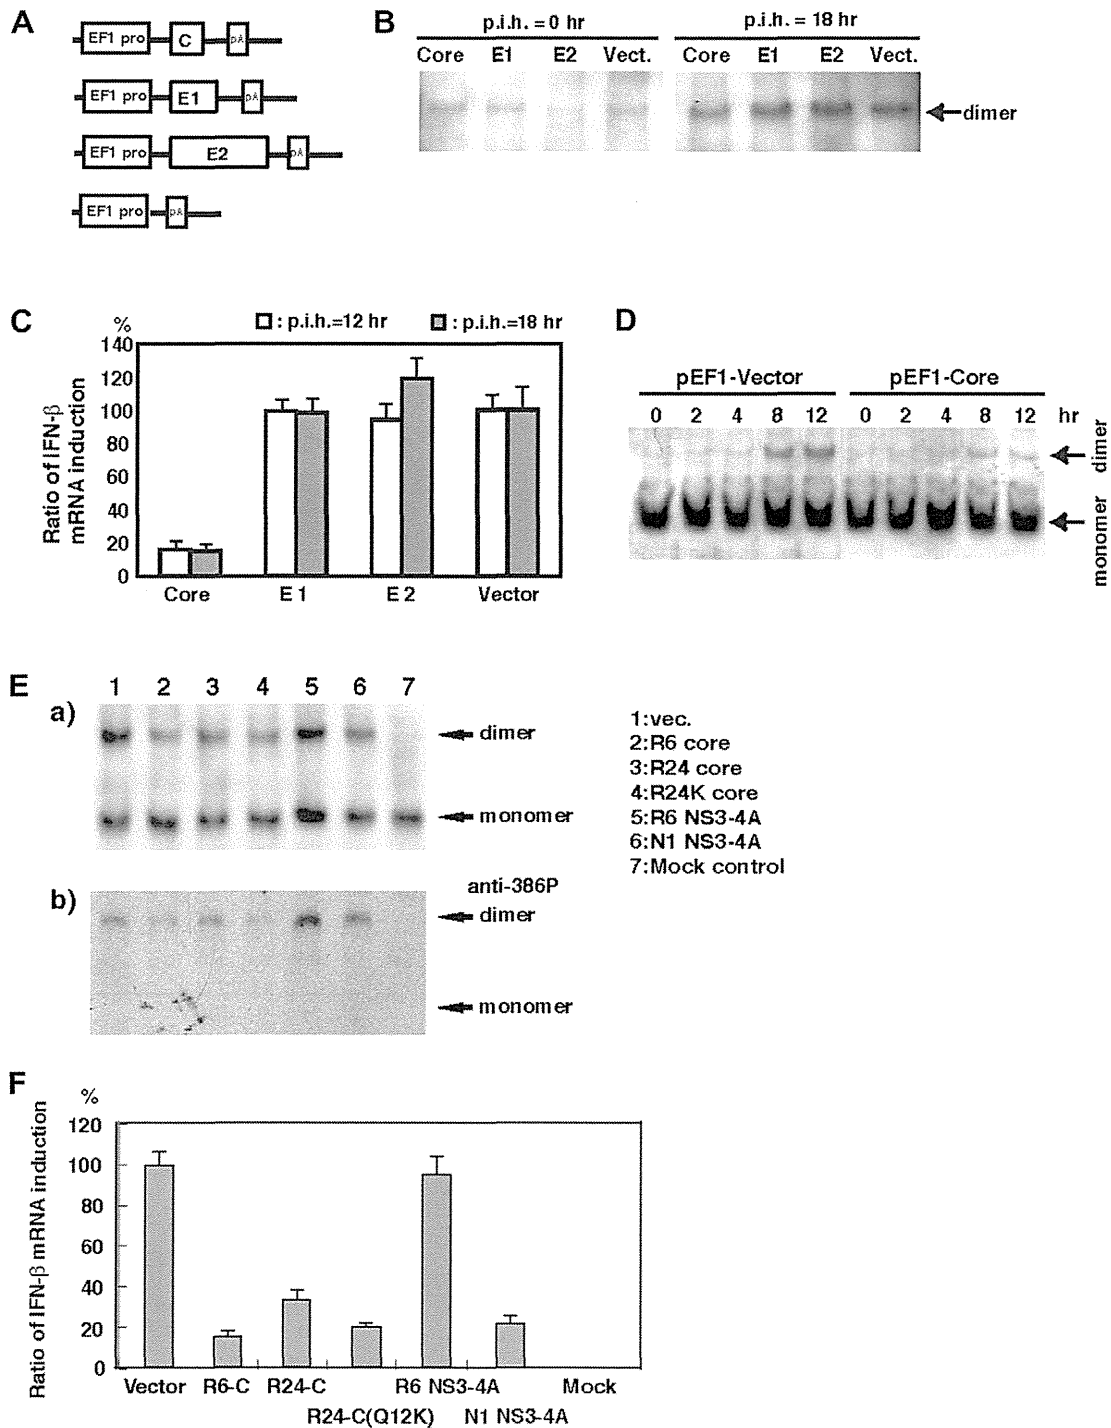 A
EF1 pro C pA
EF1 pro E1 pA
EF1 pro E2 pA
EF1 pro pA
B
p.i.h. = 0 hr p.i.h. = 18 hr
Core E1 E2 Vect. Core E1 E2 Vect.
dimer
C
%
□ : p.i.h.=12 hr ■ : p.i.h.=18 hr
Ratio of IFN-β
mRNA induction
140
120
100
80
60
40
20
0
Core E1 E2 Vector
D
pEF1-Vector pEF1-Core
0 2 4 8 12 0 2 4 8 12 hr
dimer
monomer
E
1 2 3 4 5 6 7
a)
dimer
monomer
1:vec.
2:R6 core
3:R24 core
4:R24K core
5:R6 NS3-4A
6:N1 NS3-4A
7:Mock control
anti-386P
b)
dimer
monomer
F
%
Ratio of IFN-β mRNA induction
120
100
80
60
40
20
0
Vector R6-C R24-C R6 NS3-4A Mock
R24-C(Q12K) N1 NS3-4A